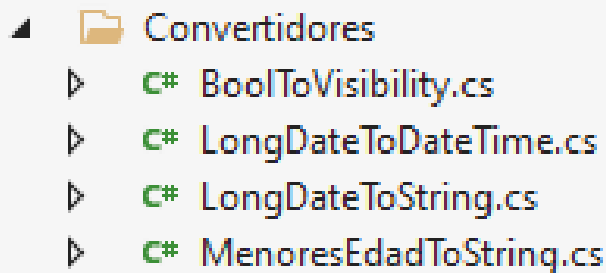 Convertidores
C# BoolToVisibility.cs
C# LongDateToDateTime.cs
C# LongDateToString.cs
C# MenoresEdadToString.cs